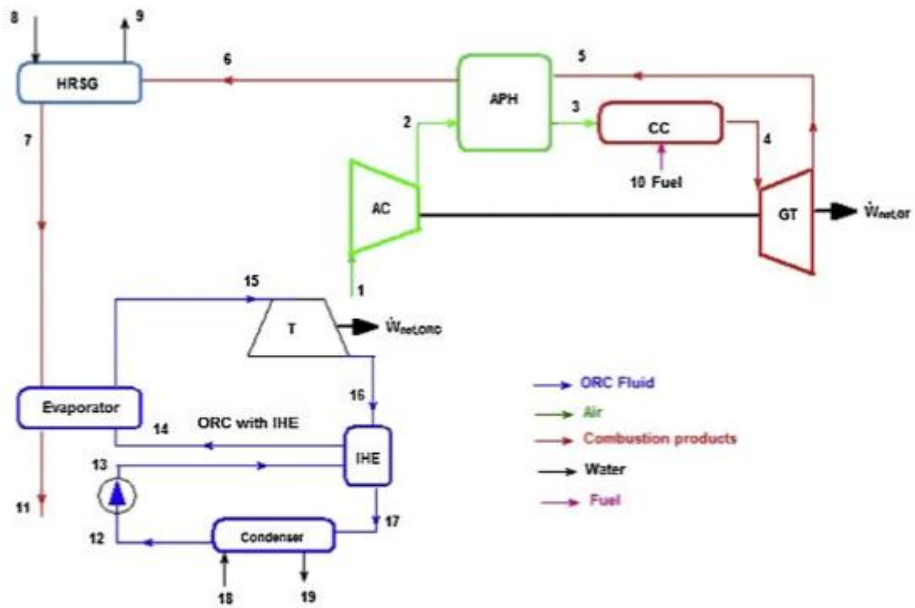 8
9
HRSG
6
5
APH
7
2
3
CC
4
10 Fuel
AC
GT
Ẇnet,GT
1
15
T
Ẇnet,ORC
16
Evaporator
14
ORC with IHE
IHE
13
11
12
17
Condenser
18
19
ORC Fluid
Air
Combustion products
Water
Fuel